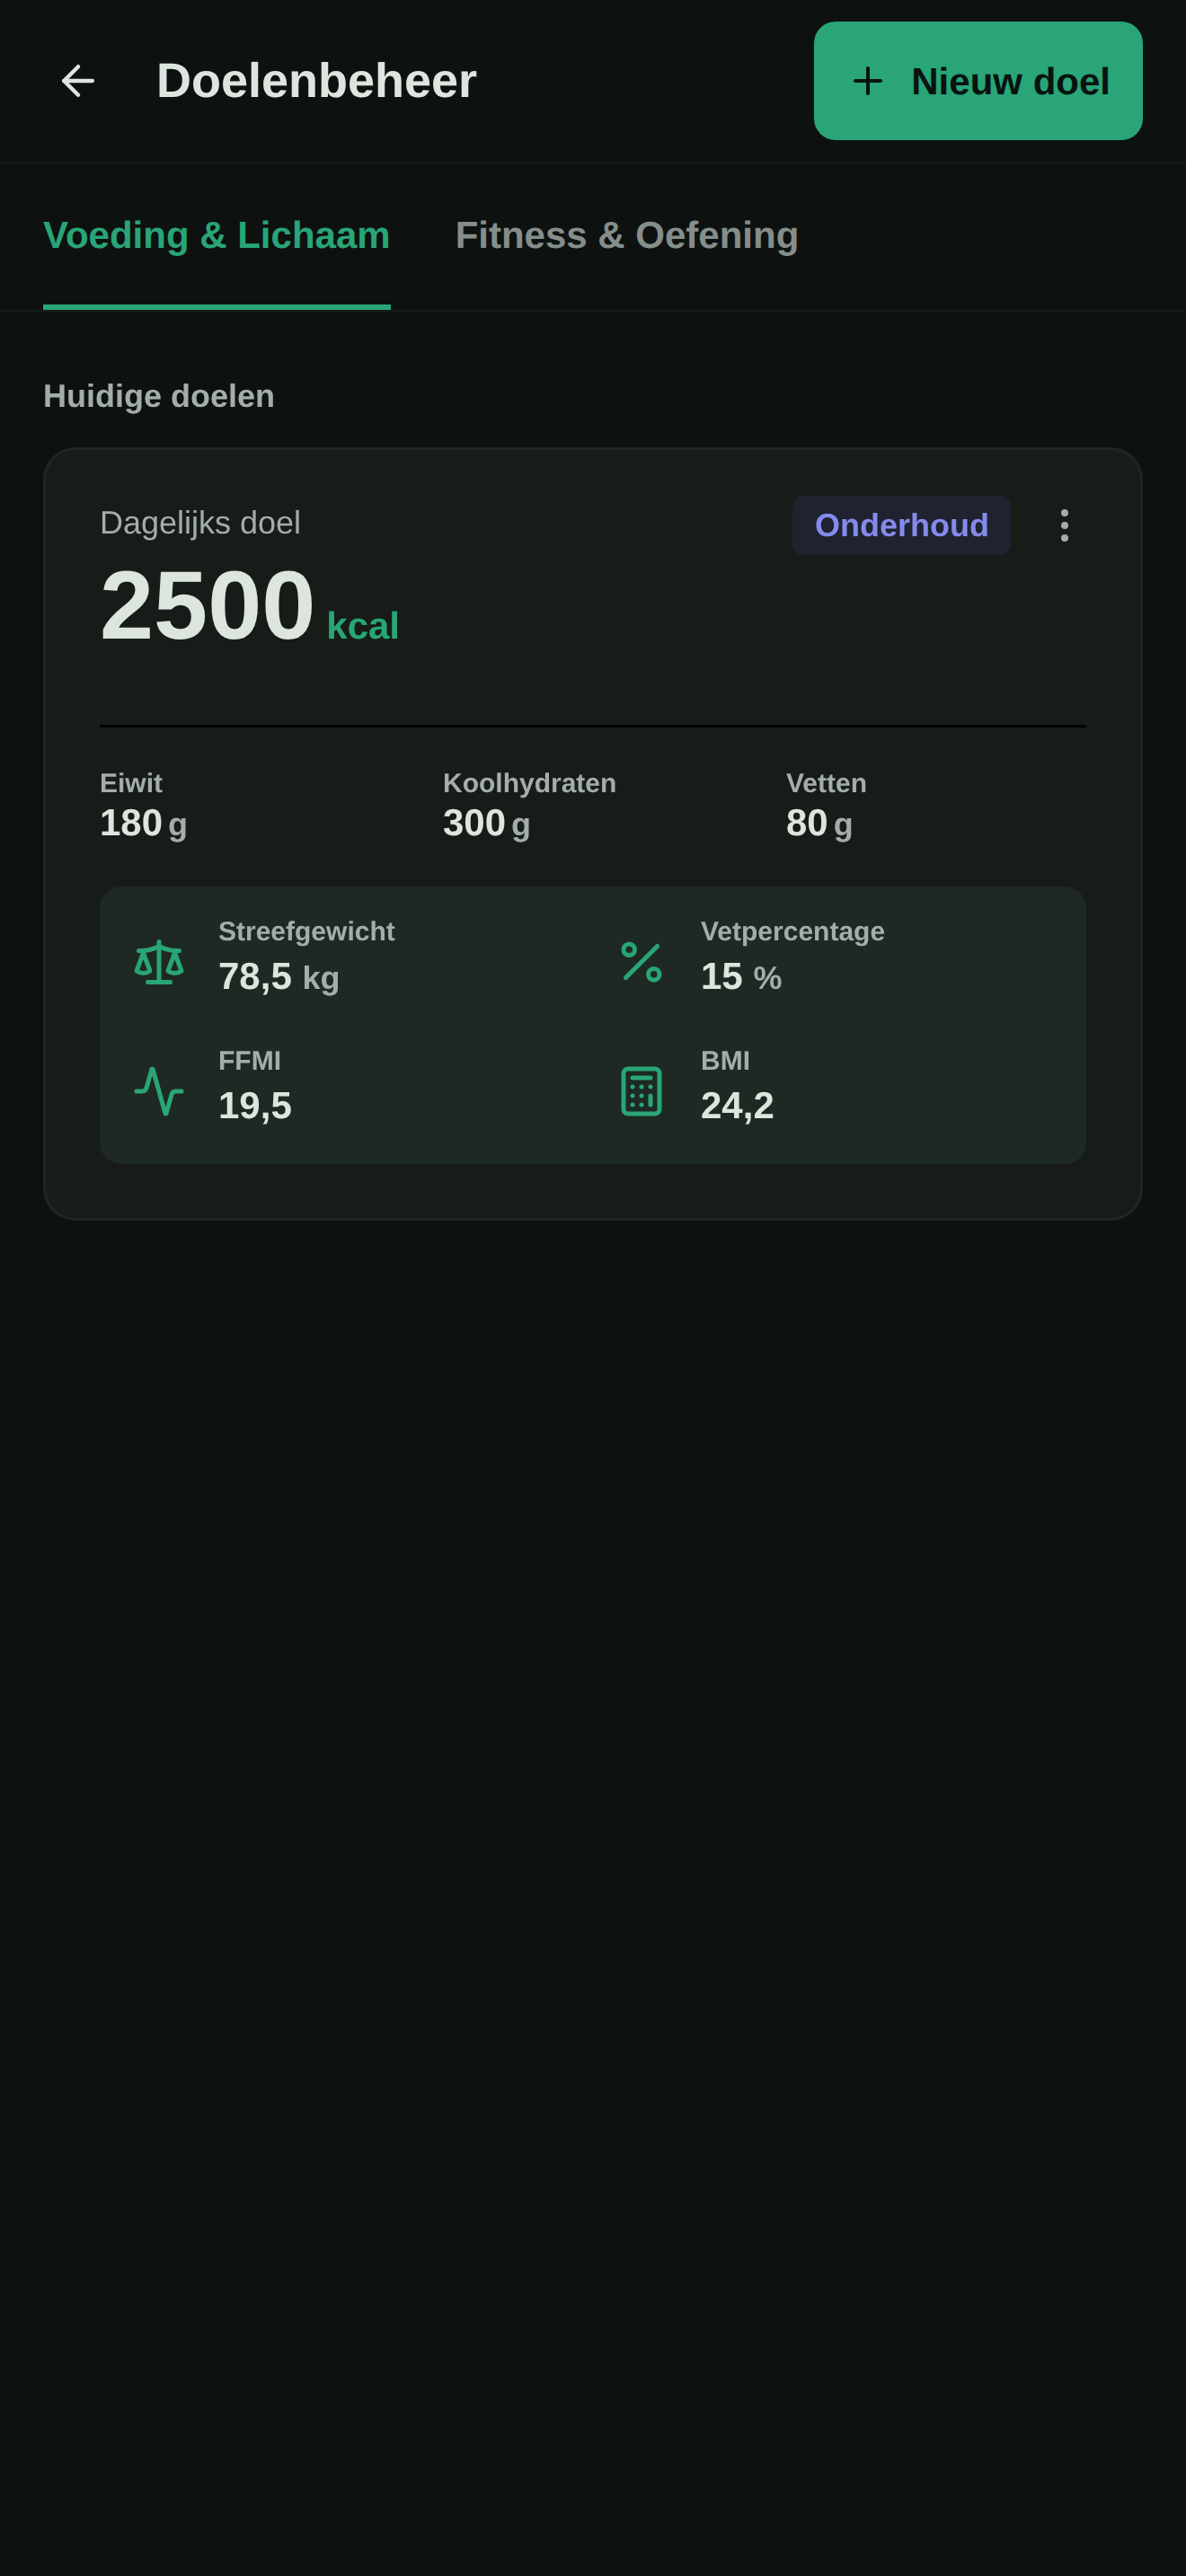 Doelenbeheer
Nieuw doel
Voeding & Lichaam
Fitness & Oefening
Huidige doelen
Dagelijks doel
Onderhoud
2500 kcal
Eiwit
180 g
Koolhydraten
300 g
Vetten
80 g
Streefgewicht
78,5 kg
Vetpercentage
15 %
FFMI
19,5
BMI
24,2